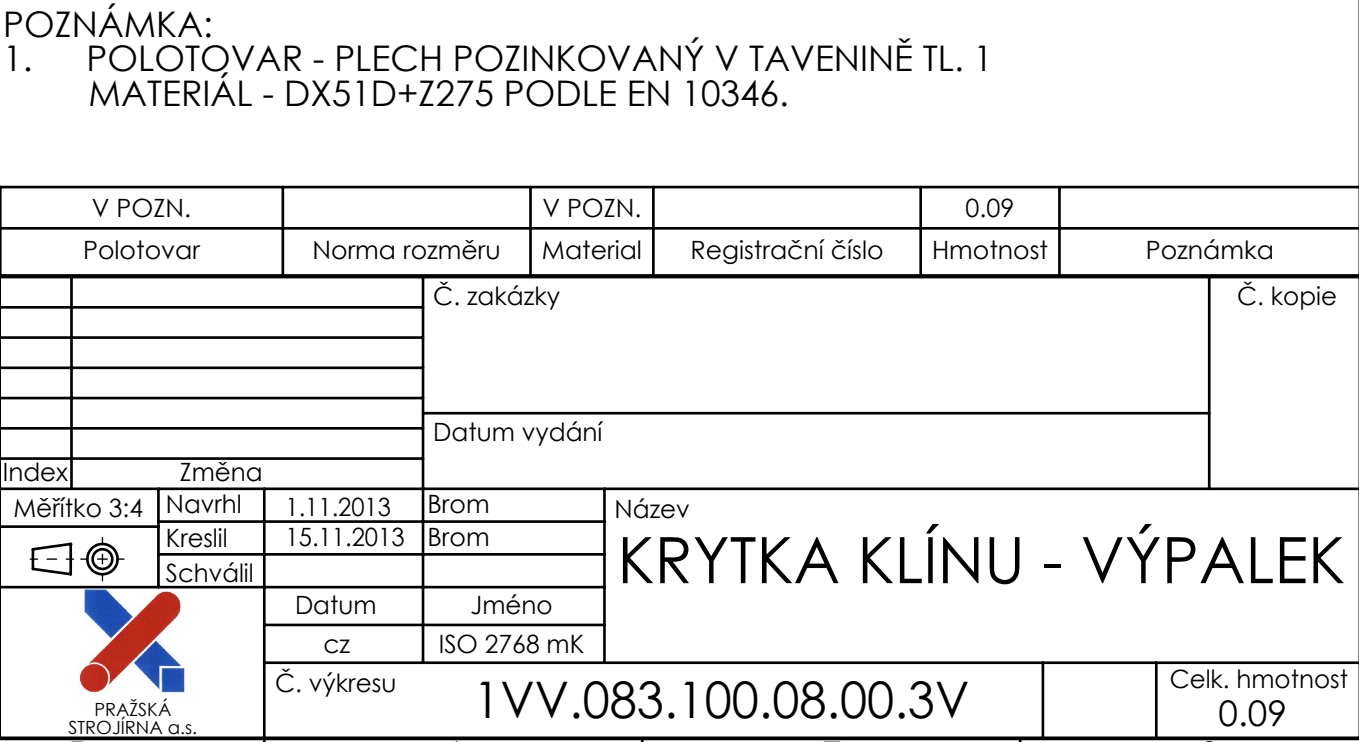 POZNÁMKA:
1. POLOTOVAR - PLECH POZINKOVANÝ V TAVENINĚ TL. 1
MATERIÁL - DX51D+Z275 PODLE EN 10346.
V POZN. V POZN. 0.09
Polotovar Norma rozměru Material Registrační číslo Hmotnost Poznámka
Č. zakázky Č. kopie
Datum vydání
Index Změna
Měřítko 3:4 Navrhl 1.11.2013 Brom Název
Kreslil 15.11.2013 Brom
KRYTKA KLÍNU - VÝPALEK
Schválil
Datum Jméno
CZ ISO 2768 mK
Č. výkresu 1VV.083.100.08.00.3V Celk. hmotnost
0.09
PRAŽSKÁ
STROJÍRNA a.s.